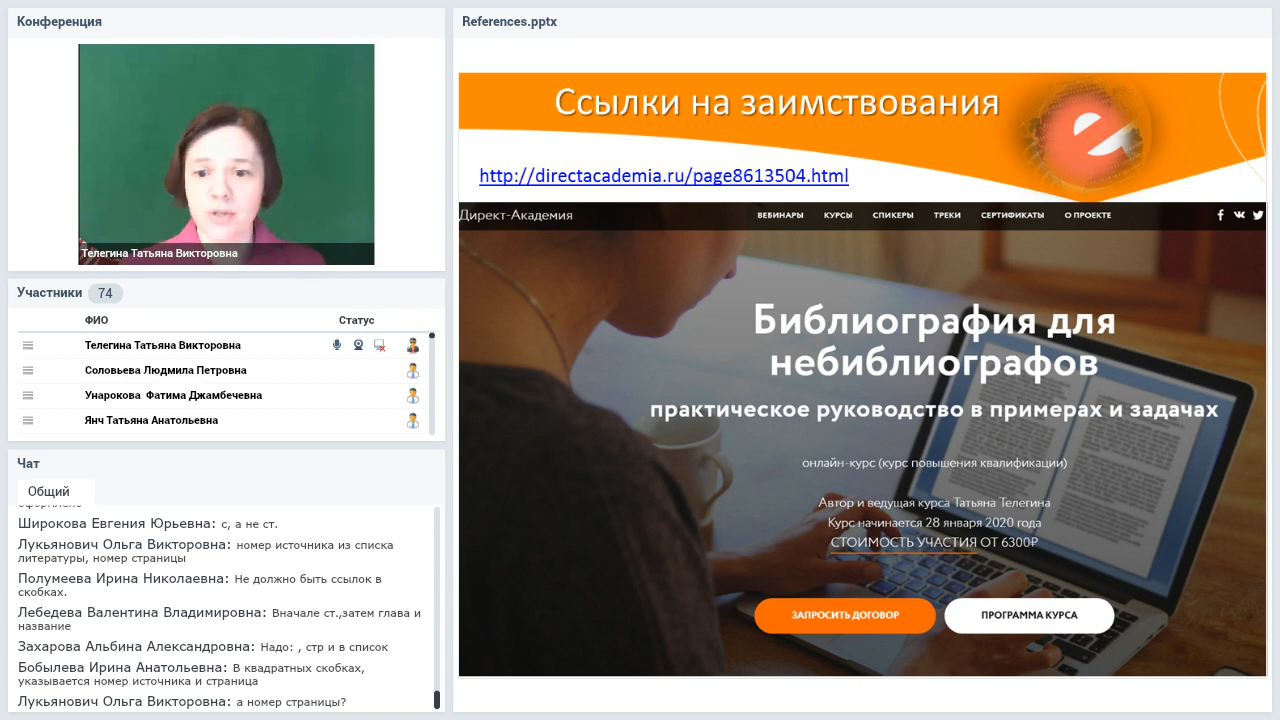 Конференция
Телегина Татьяна Викторовна
Участники 74
ФИО Статус
Телегина Татьяна Викторовна
Соловьева Людмила Петровна
Унарокова Фатима Джамбечевна
Янч Татьяна Анатольевна
Чат
Общий
Широкова Евгения Юрьевна: с, а не ст.
Лукьянович Ольга Викторовна: номер источника из списка
литературы, номер страницы
Полумеева Ирина Николаевна: Не должно быть ссылок в
скобках.
Лебедева Валентина Владимировна: Вначале ст.,затем глава и
название
Захарова Альбина Александровна: Надо: , стр и в список
Бобылева Ирина Анатольевна: В квадратных скобках,
указывается номер источника и страница
Лукьянович Ольга Викторовна: а номер страницы?
References.pptx
Ссылки на заимствования
http://directacademia.ru/page8613504.html
Директ-Академия ВЕБИНАРЫ КУРСЫ СПИКЕРЫ ТРЕКИ СЕРТИФИКАТЫ О ПРОЕКТЕ
Библиография для
небиблиографов
практическое руководство в примерах и задачах
онлайн-курс (курс повышения квалификации)
Автор и ведущая курса Татьяна Телегина
Курс начинается 28 января 2020 года
СТОИМОСТЬ УЧАСТИЯ ОТ 6300₽
ЗАПРОСИТЬ ДОГОВОР ПРОГРАММА КУРСА